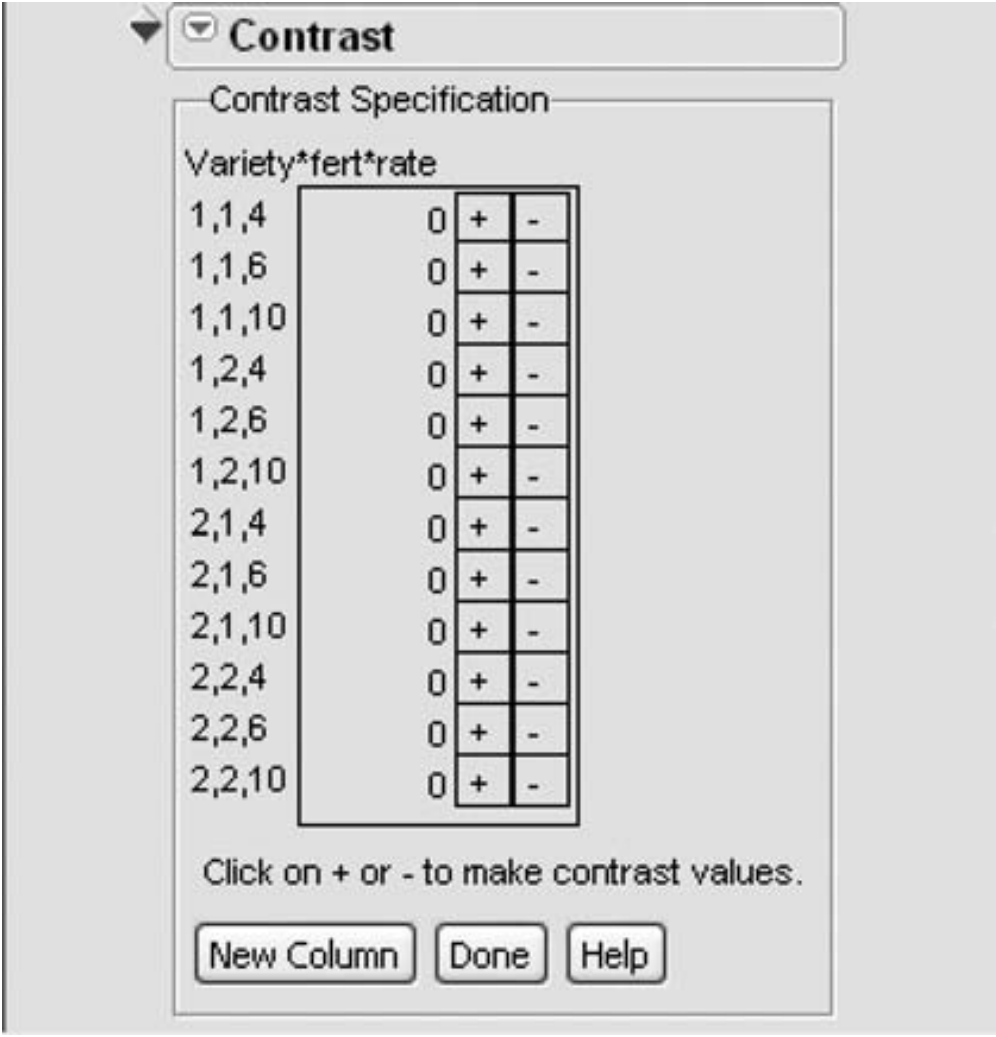 Contrast
Contrast Specification
Variety*fert*rate
1,1,4 0 + -
1,1,6 0 + -
1,1,10 0 + -
1,2,4 0 + -
1,2,6 0 + -
1,2,10 0 + -
2,1,4 0 + -
2,1,6 0 + -
2,1,10 0 + -
2,2,4 0 + -
2,2,6 0 + -
2,2,10 0 + -
Click on + or - to make contrast values.
New Column Done Help